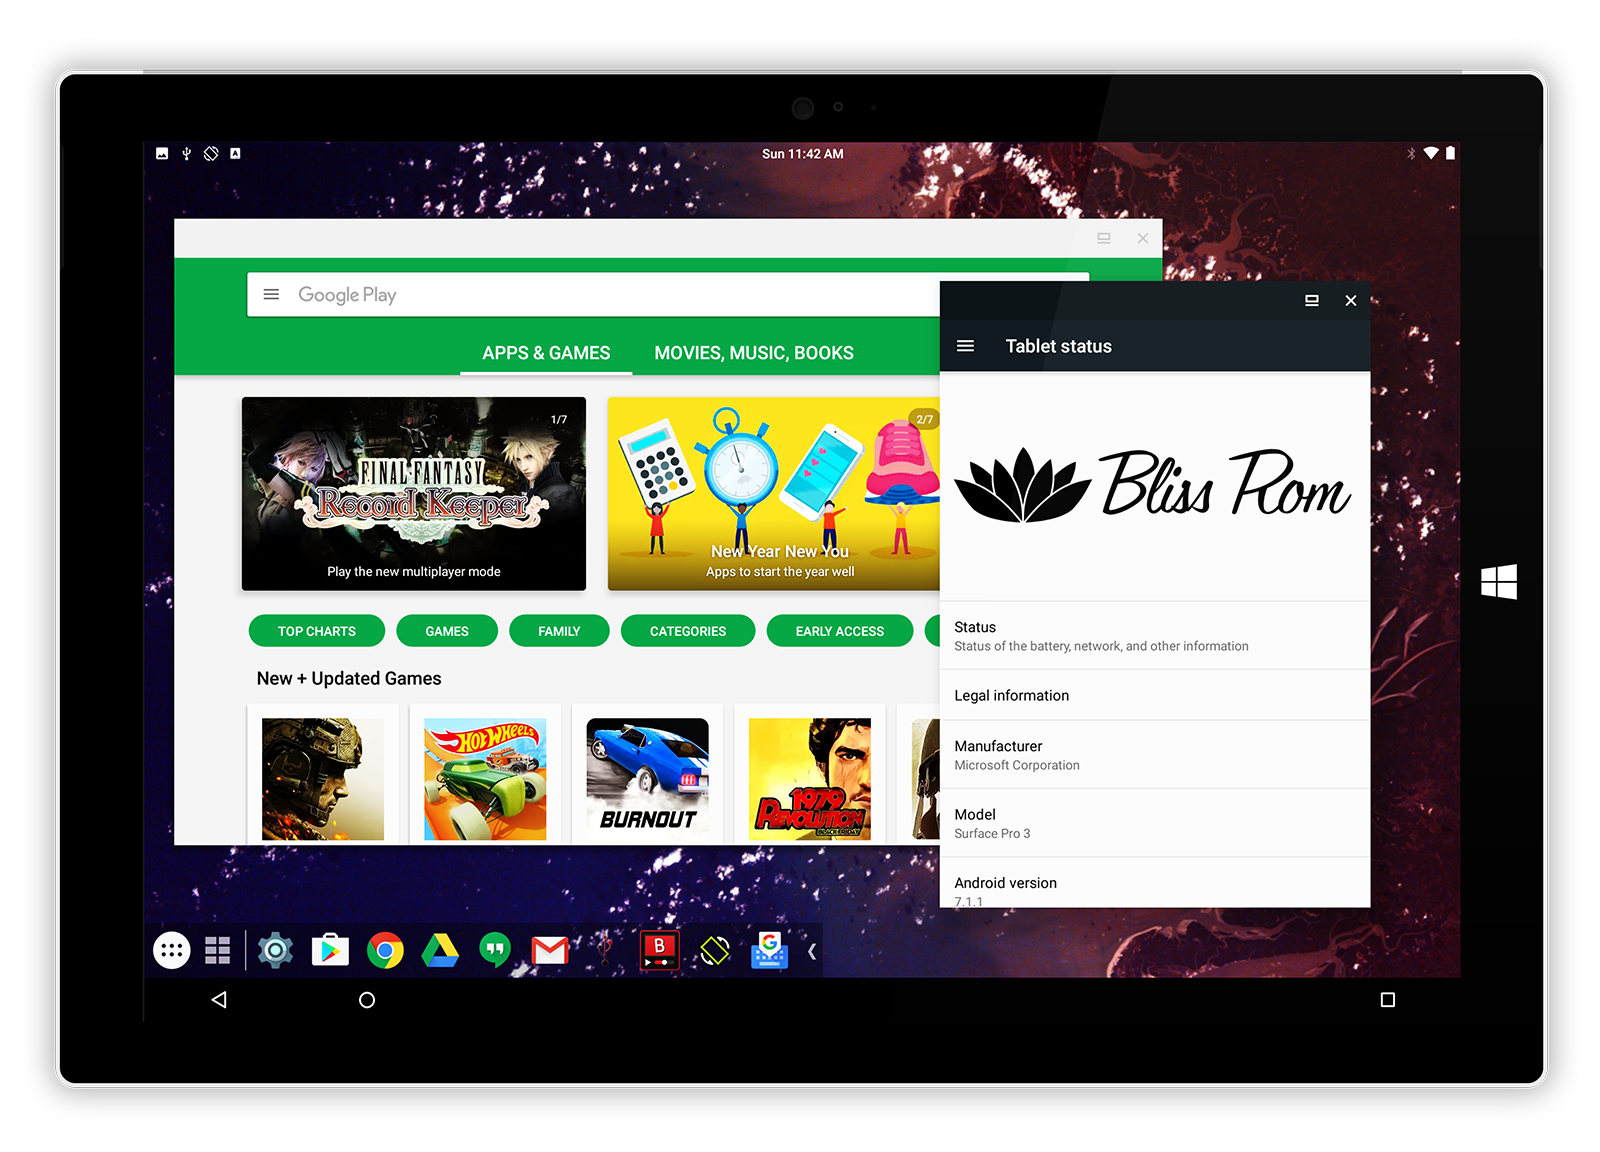 Sun 11:42 AM
Google Play
APPS & GAMES
MOVIES, MUSIC, BOOKS
1/7
FINAL FANTASY
Record Keeper
Play the new multiplayer mode
2/7
New Year New You
Apps to start the year well
TOP CHARTS
GAMES
FAMILY
CATEGORIES
EARLY ACCESS
New + Updated Games
HOT WHEELS
BURNOUT
1979
REVOLUTION
BLACK FRIDAY
Tablet status
Bliss Rom
Status
Status of the battery, network, and other information
Legal information
Manufacturer
Microsoft Corporation
Model
Surface Pro 3
Android version
7.1.1
A
B
G